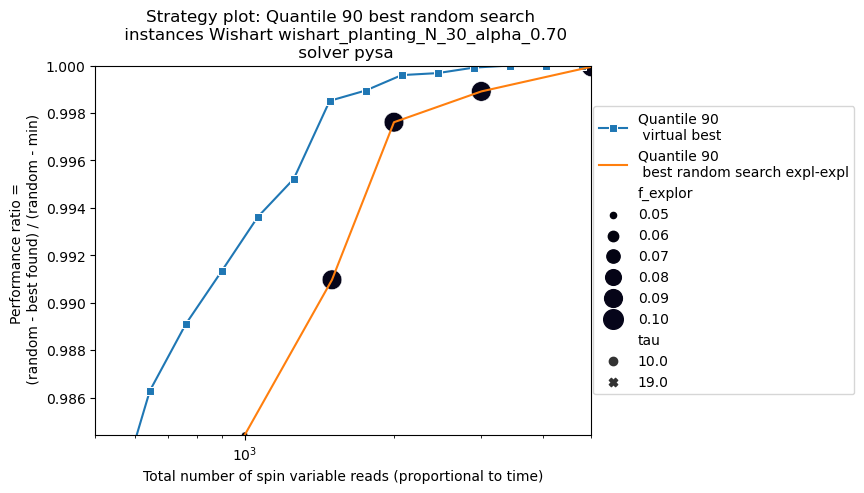 Strategy plot: Quantile 90 best random search
instances Wishart wishart_planting_N_30_alpha_0.70
solver pysa
1.000
0.998
0.996
0.994
0.992
0.990
0.988
0.986
Performance ratio =
(random - best found) / (random - min)
10^3
Total number of spin variable reads (proportional to time)
Quantile 90
virtual best
Quantile 90
best random search expl-expl
f_explor
0.05
0.06
0.07
0.08
0.09
0.10
tau
10.0
19.0